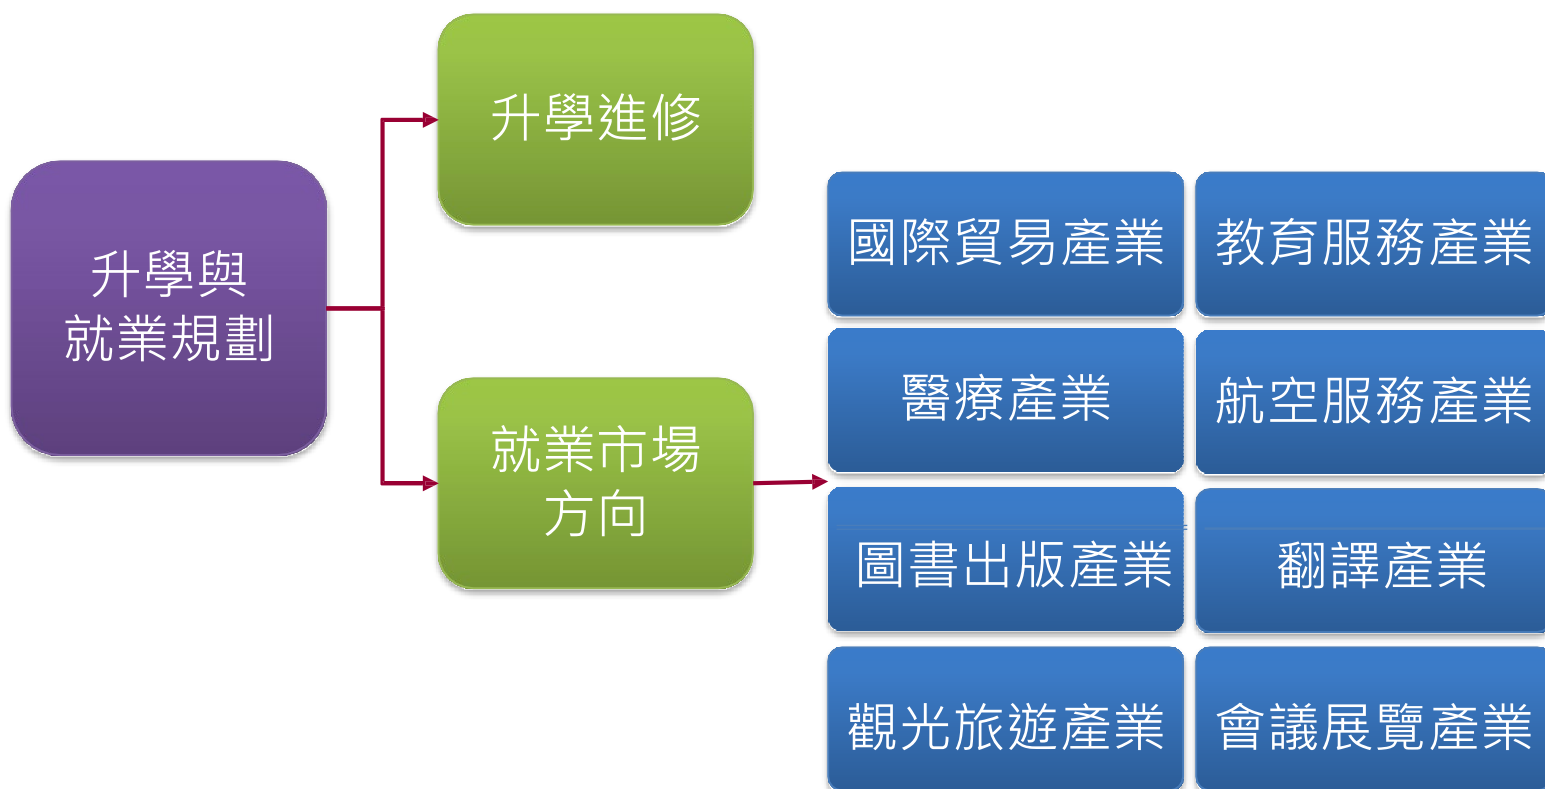 升學與
就業規劃
升學進修
就業市場
方向
國際貿易產業
教育服務產業
醫療產業
航空服務產業
圖書出版產業
翻譯產業
觀光旅遊產業
會議展覽產業